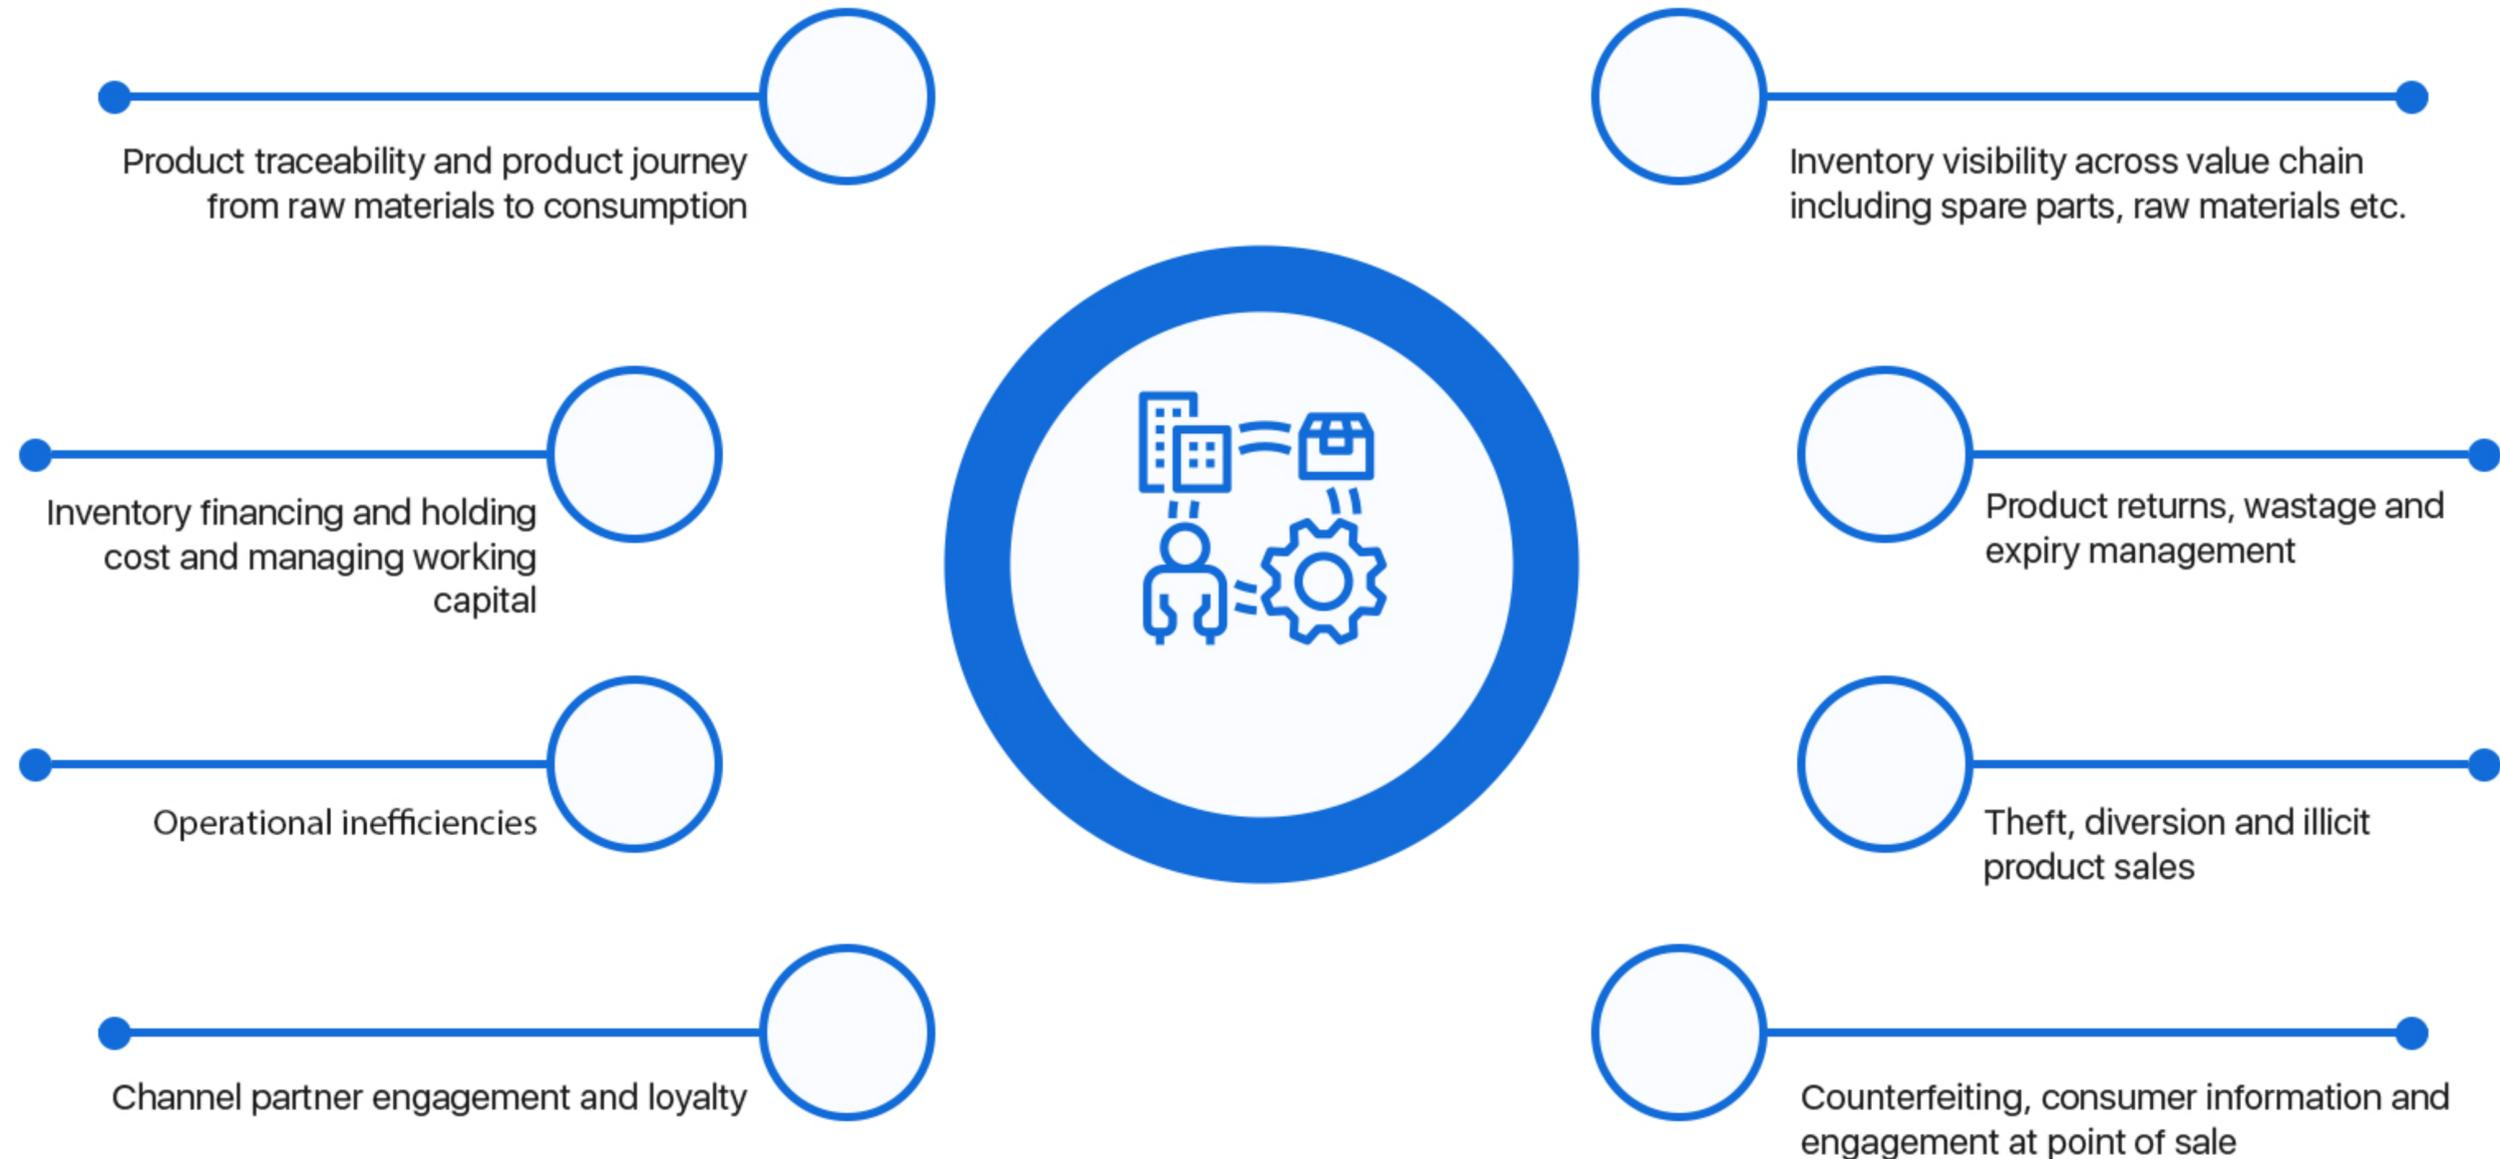 Product traceability and product journey
from raw materials to consumption
Inventory visibility across value chain
including spare parts, raw materials etc.
Inventory financing and holding
cost and managing working
capital
Product returns, wastage and
expiry management
Operational inefficiencies
Theft, diversion and illicit
product sales
Channel partner engagement and loyalty
Counterfeiting, consumer information and
engagement at point of sale